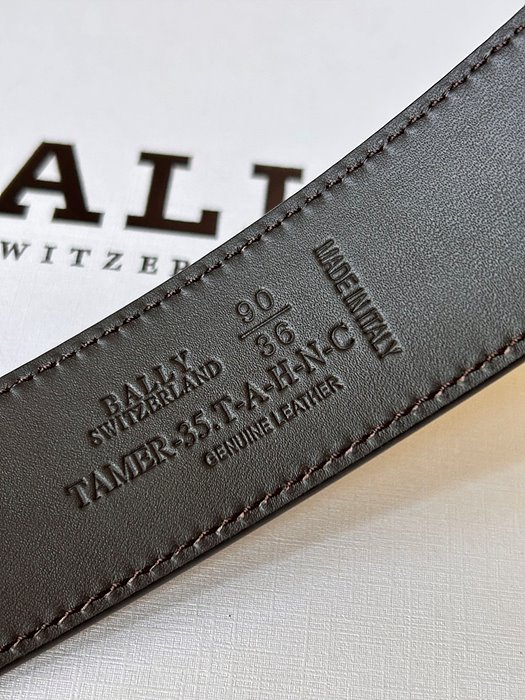 ALL
WITZER
90
36
MADE IN ITALY
BALLY
SWITZERLAND
TAMER-35.T-A-H-N-C
GENUINE LEATHER